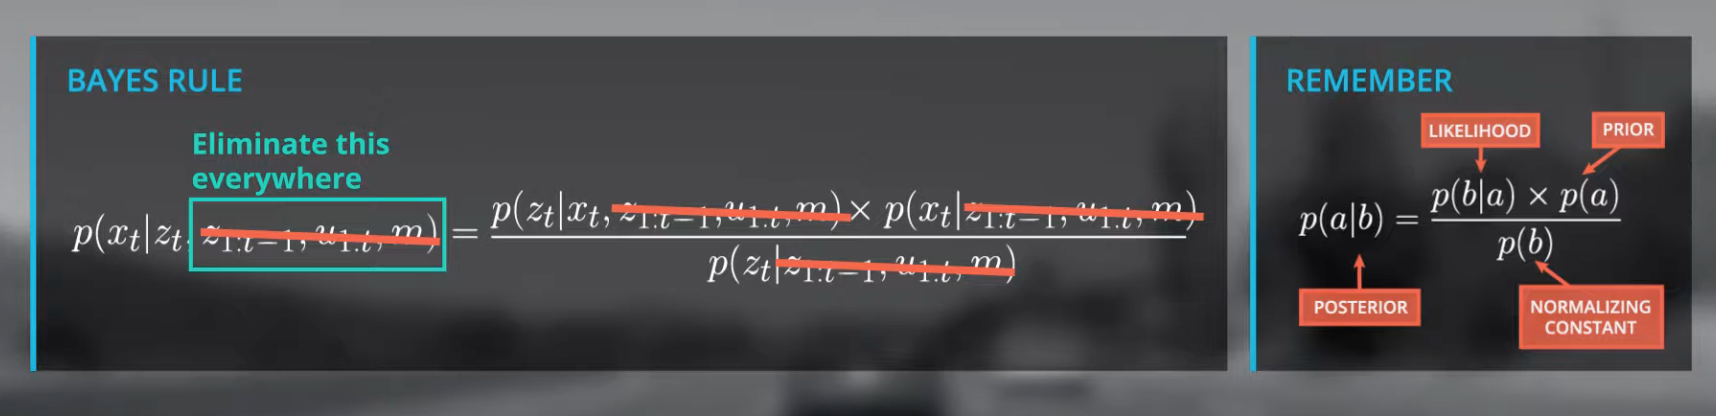 BAYES RULE
Eliminate this
everywhere
p(x_t|z_t, z_{1:t-1}, u_{1:t}, m) = \frac{p(z_t|x_t, z_{1:t-1}, u_{1:t}, m) × p(x_t|z_{1:t-1}, u_{1:t}, m)}{p(z_t|z_{1:t-1}, u_{1:t}, m)}
REMEMBER
LIKELIHOOD
PRIOR
p(a|b) = \frac{p(b|a) × p(a)}{p(b)}
POSTERIOR
NORMALIZING
CONSTANT